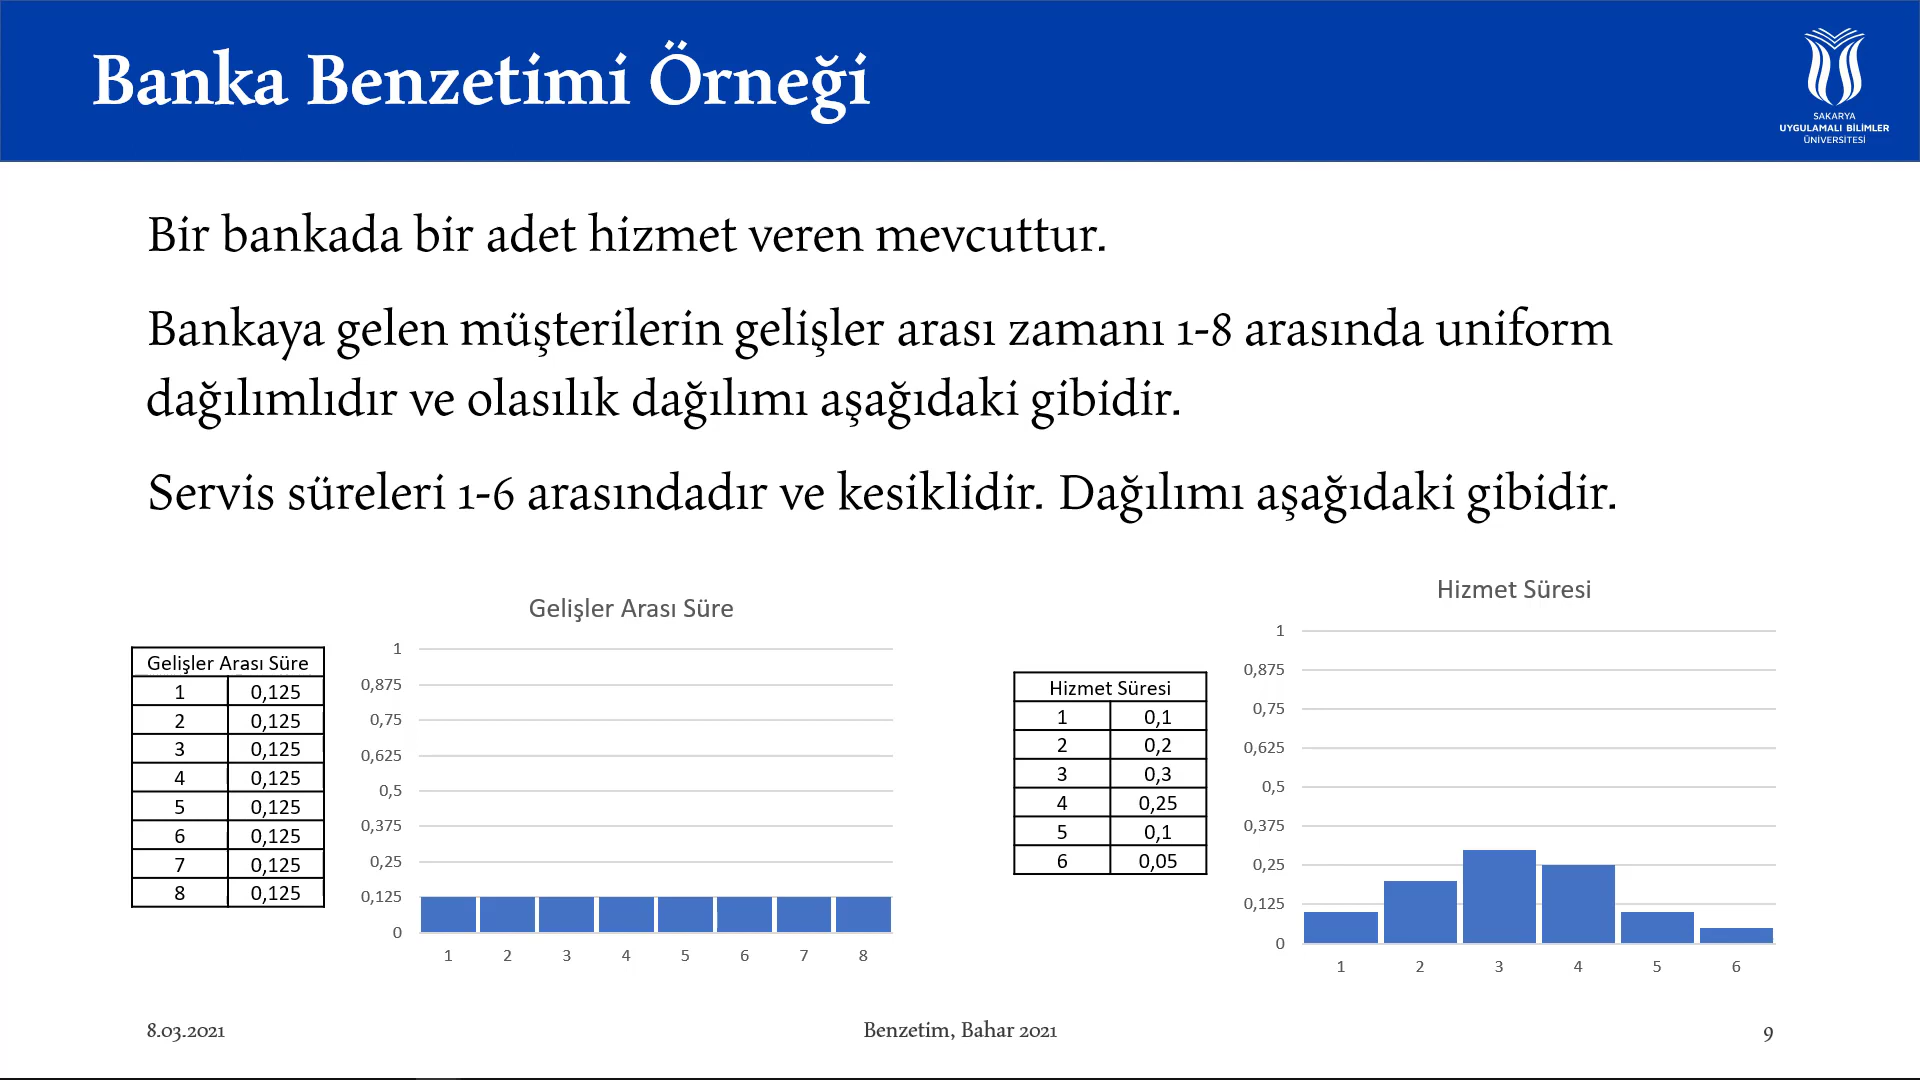 Banka Benzetimi Örneği
SAKARYA
UYGULAMALI BİLİMLER
ÜNİVERSİTESİ
Bir bankada bir adet hizmet veren mevcuttur.
Bankaya gelen müşterilerin gelişler arası zamanı 1-8 arasında uniform
dağılımlıdır ve olasılık dağılımı aşağıdaki gibidir.
Servis süreleri 1-6 arasındadır ve kesiklidir. Dağılımı aşağıdaki gibidir.
Gelişler Arası Süre
1 0,125
2 0,125
3 0,125
4 0,125
5 0,125
6 0,125
7 0,125
8 0,125
Gelişler Arası Süre
1
0,875
0,75
0,625
0,5
0,375
0,25
0,125
0
1 2 3 4 5 6 7 8
Hizmet Süresi
1 0,1
2 0,2
3 0,3
4 0,25
5 0,1
6 0,05
Hizmet Süresi
1
0,875
0,75
0,625
0,5
0,375
0,25
0,125
0
1 2 3 4 5 6
8.03.2021
Benzetim, Bahar 2021
9